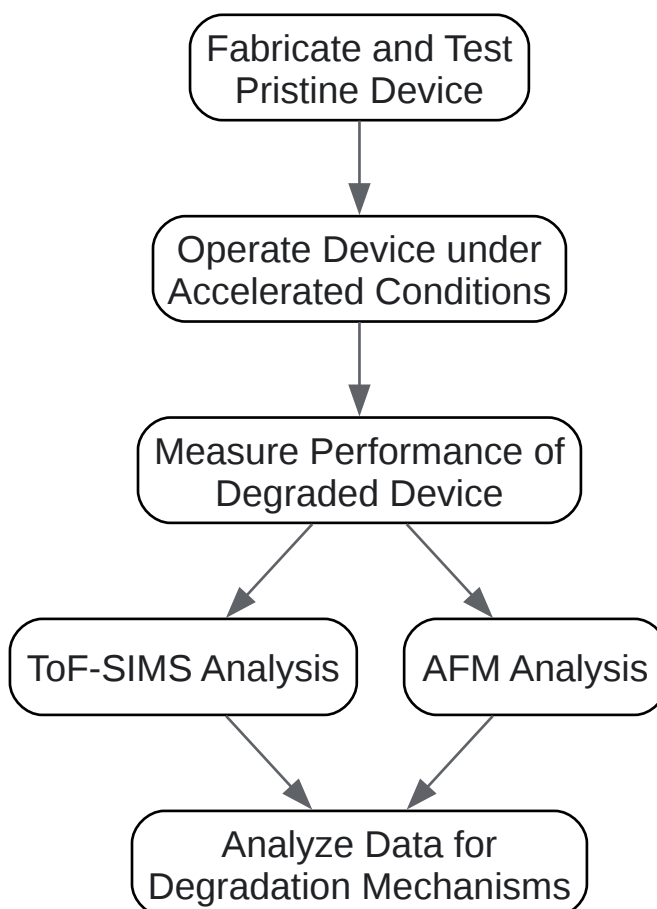 Fabricate and Test
Pristine Device
Operate Device under
Accelerated Conditions
Measure Performance of
Degraded Device
ToF-SIMS Analysis
AFM Analysis
Analyze Data for
Degradation Mechanisms